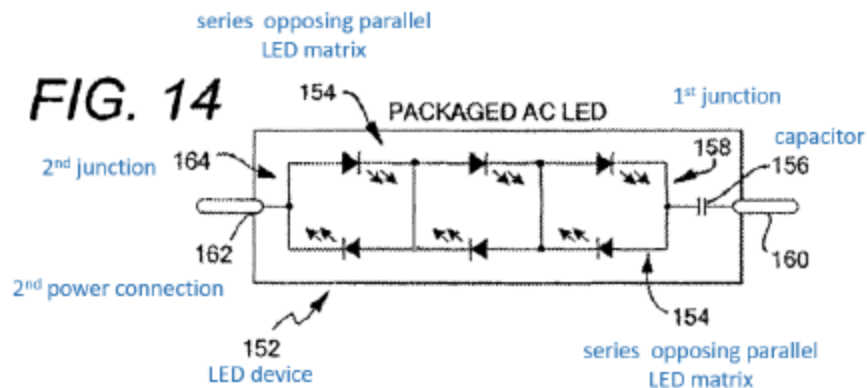 series opposing parallel
LED matrix
FIG. 14
154
PACKAGED AC LED
1st junction
capacitor
2nd junction
164
158
156
162
160
2nd power connection
154
152
LED device
series opposing parallel
LED matrix